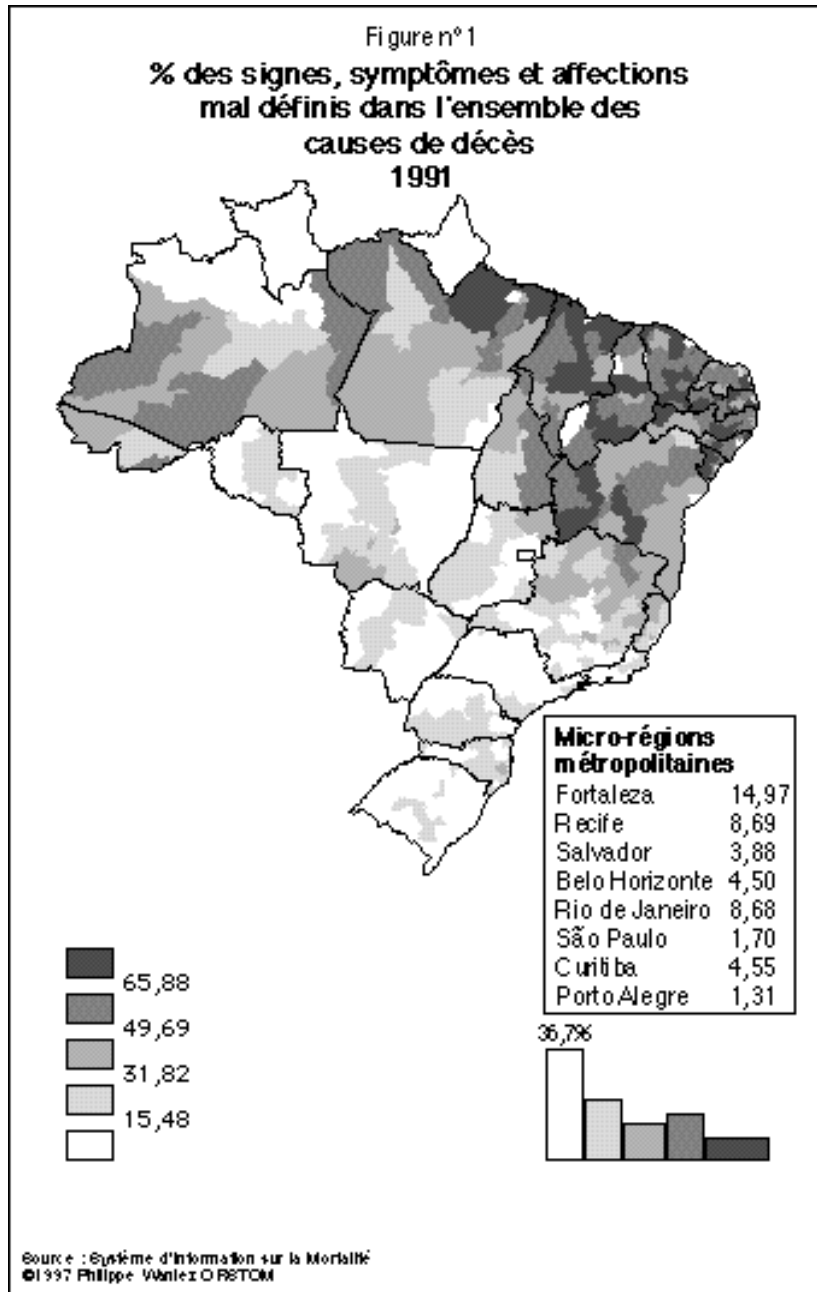 Figure n°1
% des signes, symptômes et affections
mal définis dans l'ensemble des
causes de décès
1991
Micro-régions
métropolitaines
Fortaleza 14,97
Recife 8,69
Salvador 3,88
Belo Horizonte 4,50
Rio de Janeiro 8,68
São Paulo 1,70
Curitiba 4,55
Porto Alegre 1,31
65,88
49,69
31,82
15,48
36,7%
Source : Système d'Information sur la Mortalité
©1997 Philippe Waniez ORSTOM